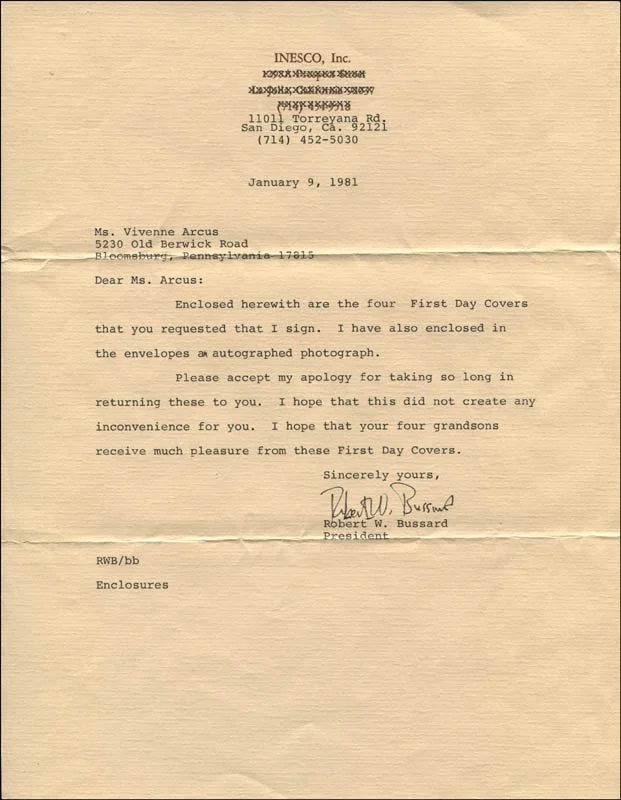 INESCO, Inc.
11011 Torreyana Rd.
San Diego, Ca. 92121
(714) 452-5030
January 9, 1981
Ms. Vivenne Arcus
5230 Old Berwick Road
Bloomsburg, Pennsylvania 17815
Dear Ms. Arcus:
Enclosed herewith are the four First Day Covers
that you requested that I sign. I have also enclosed in
the envelopes an autographed photograph.
Please accept my apology for taking so long in
returning these to you. I hope that this did not create any
inconvenience for you. I hope that your four grandsons
receive much pleasure from these First Day Covers.
Sincerely yours,
Robert W. Bussard
Robert W. Bussard
President
RWB/bb
Enclosures